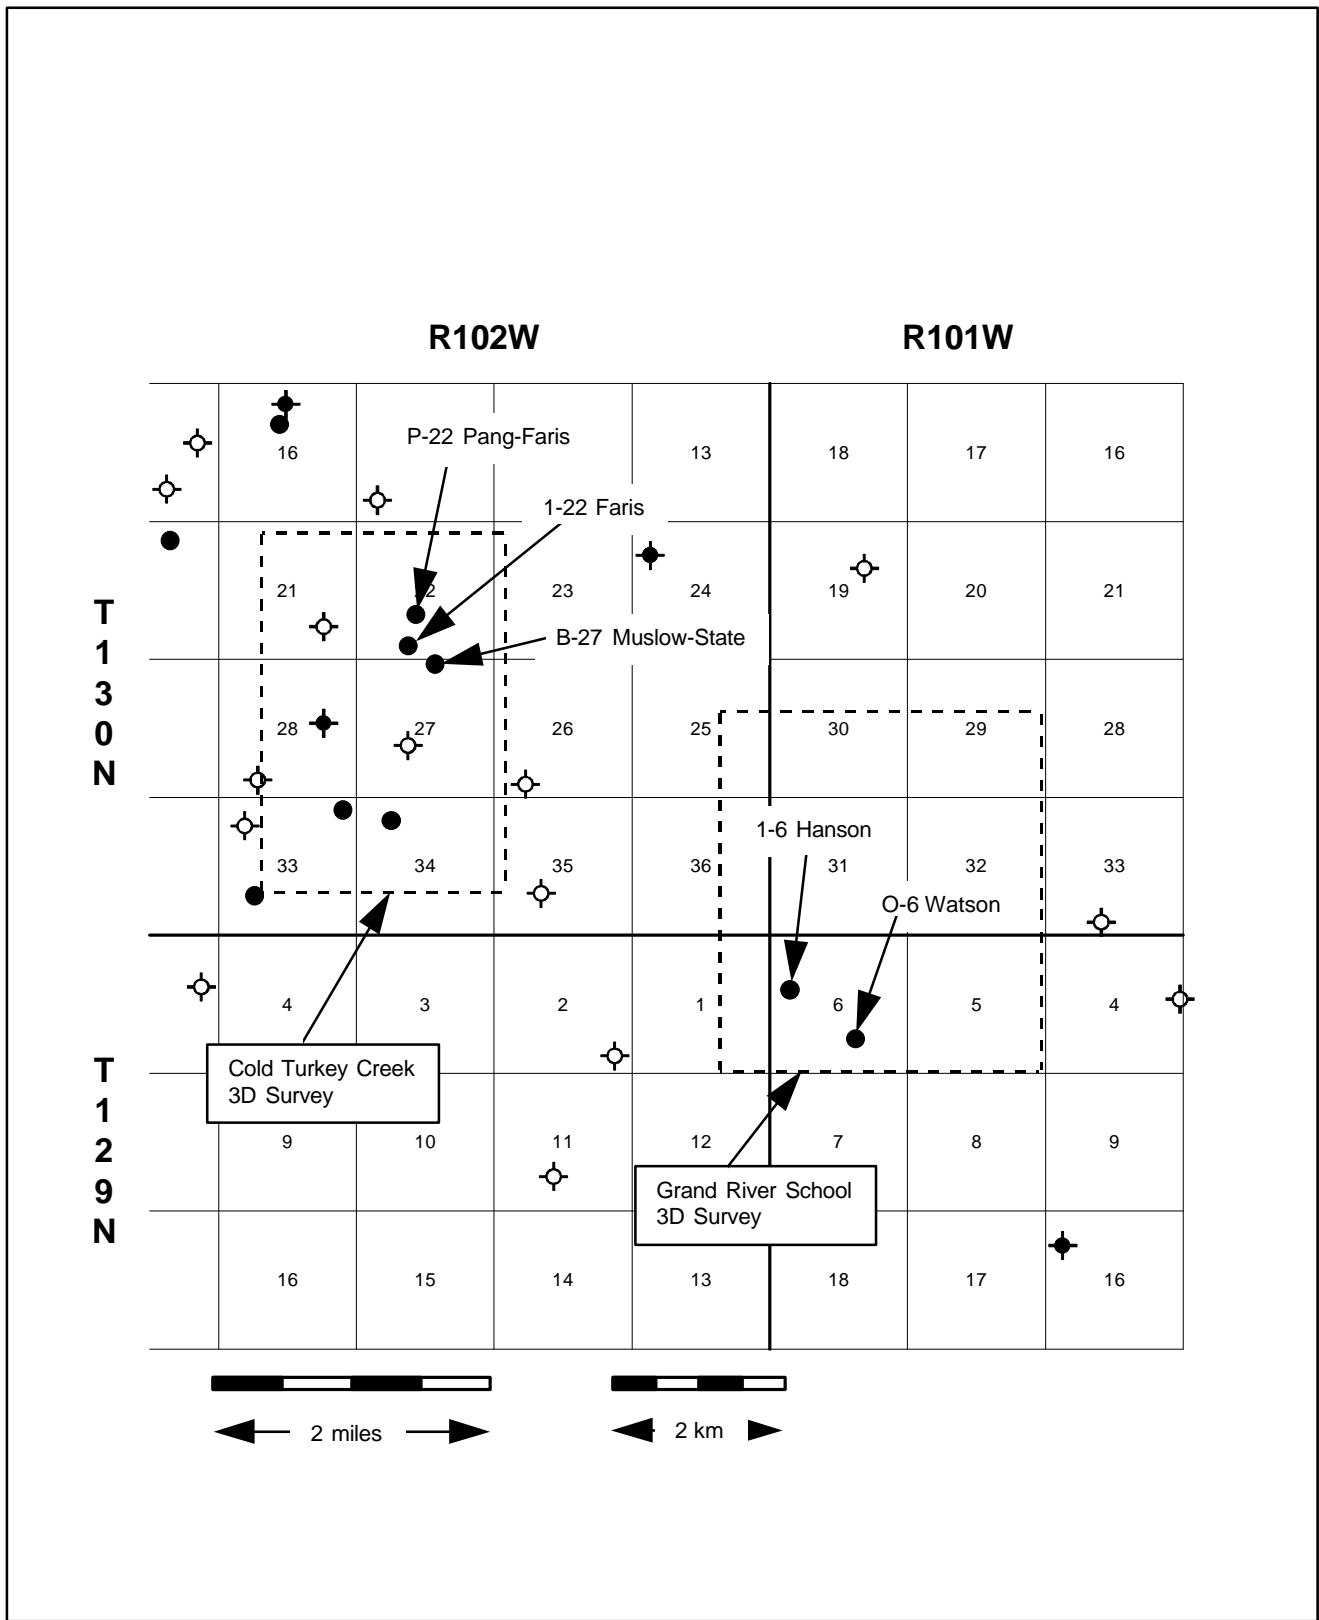 R102W R101W
P-22 Pang-Faris
16 13 18 17 16
1-22 Faris
21 22 23 24 19 20 21
B-27 Muslow-State
T
1
3
0
N
28 27 26 25 30 29 28
1-6 Hanson
33 34 35 36 31 32 33
O-6 Watson
4 3 2 1 6 5 4
Cold Turkey Creek
3D Survey
T
1
2
9
N
9 10 11 12 7 8 9
Grand River School
3D Survey
16 15 14 13 18 17 16
2 miles 2 km